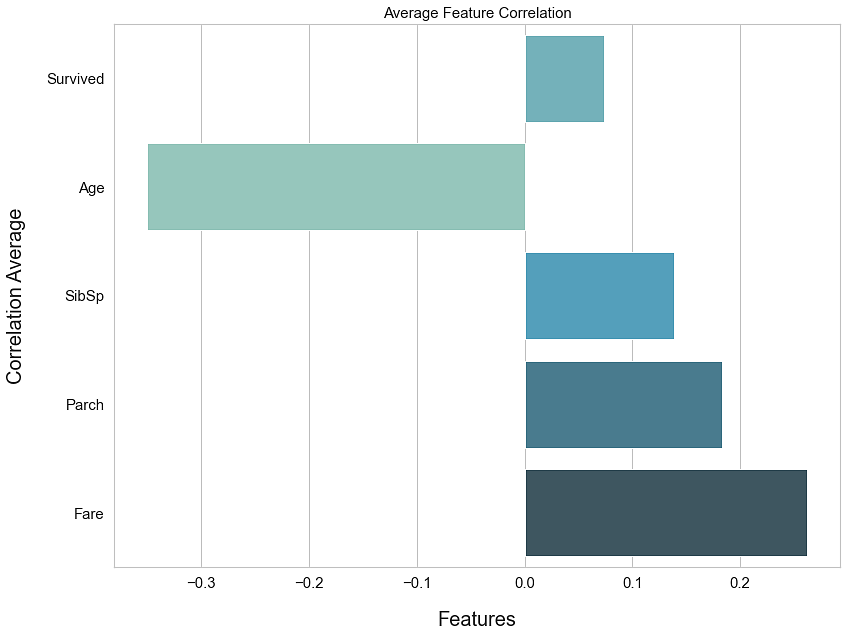 Average Feature Correlation
Survived
Age
SibSp
Parch
Fare
Correlation Average
−0.3 −0.2 −0.1 0.0 0.1 0.2
Features